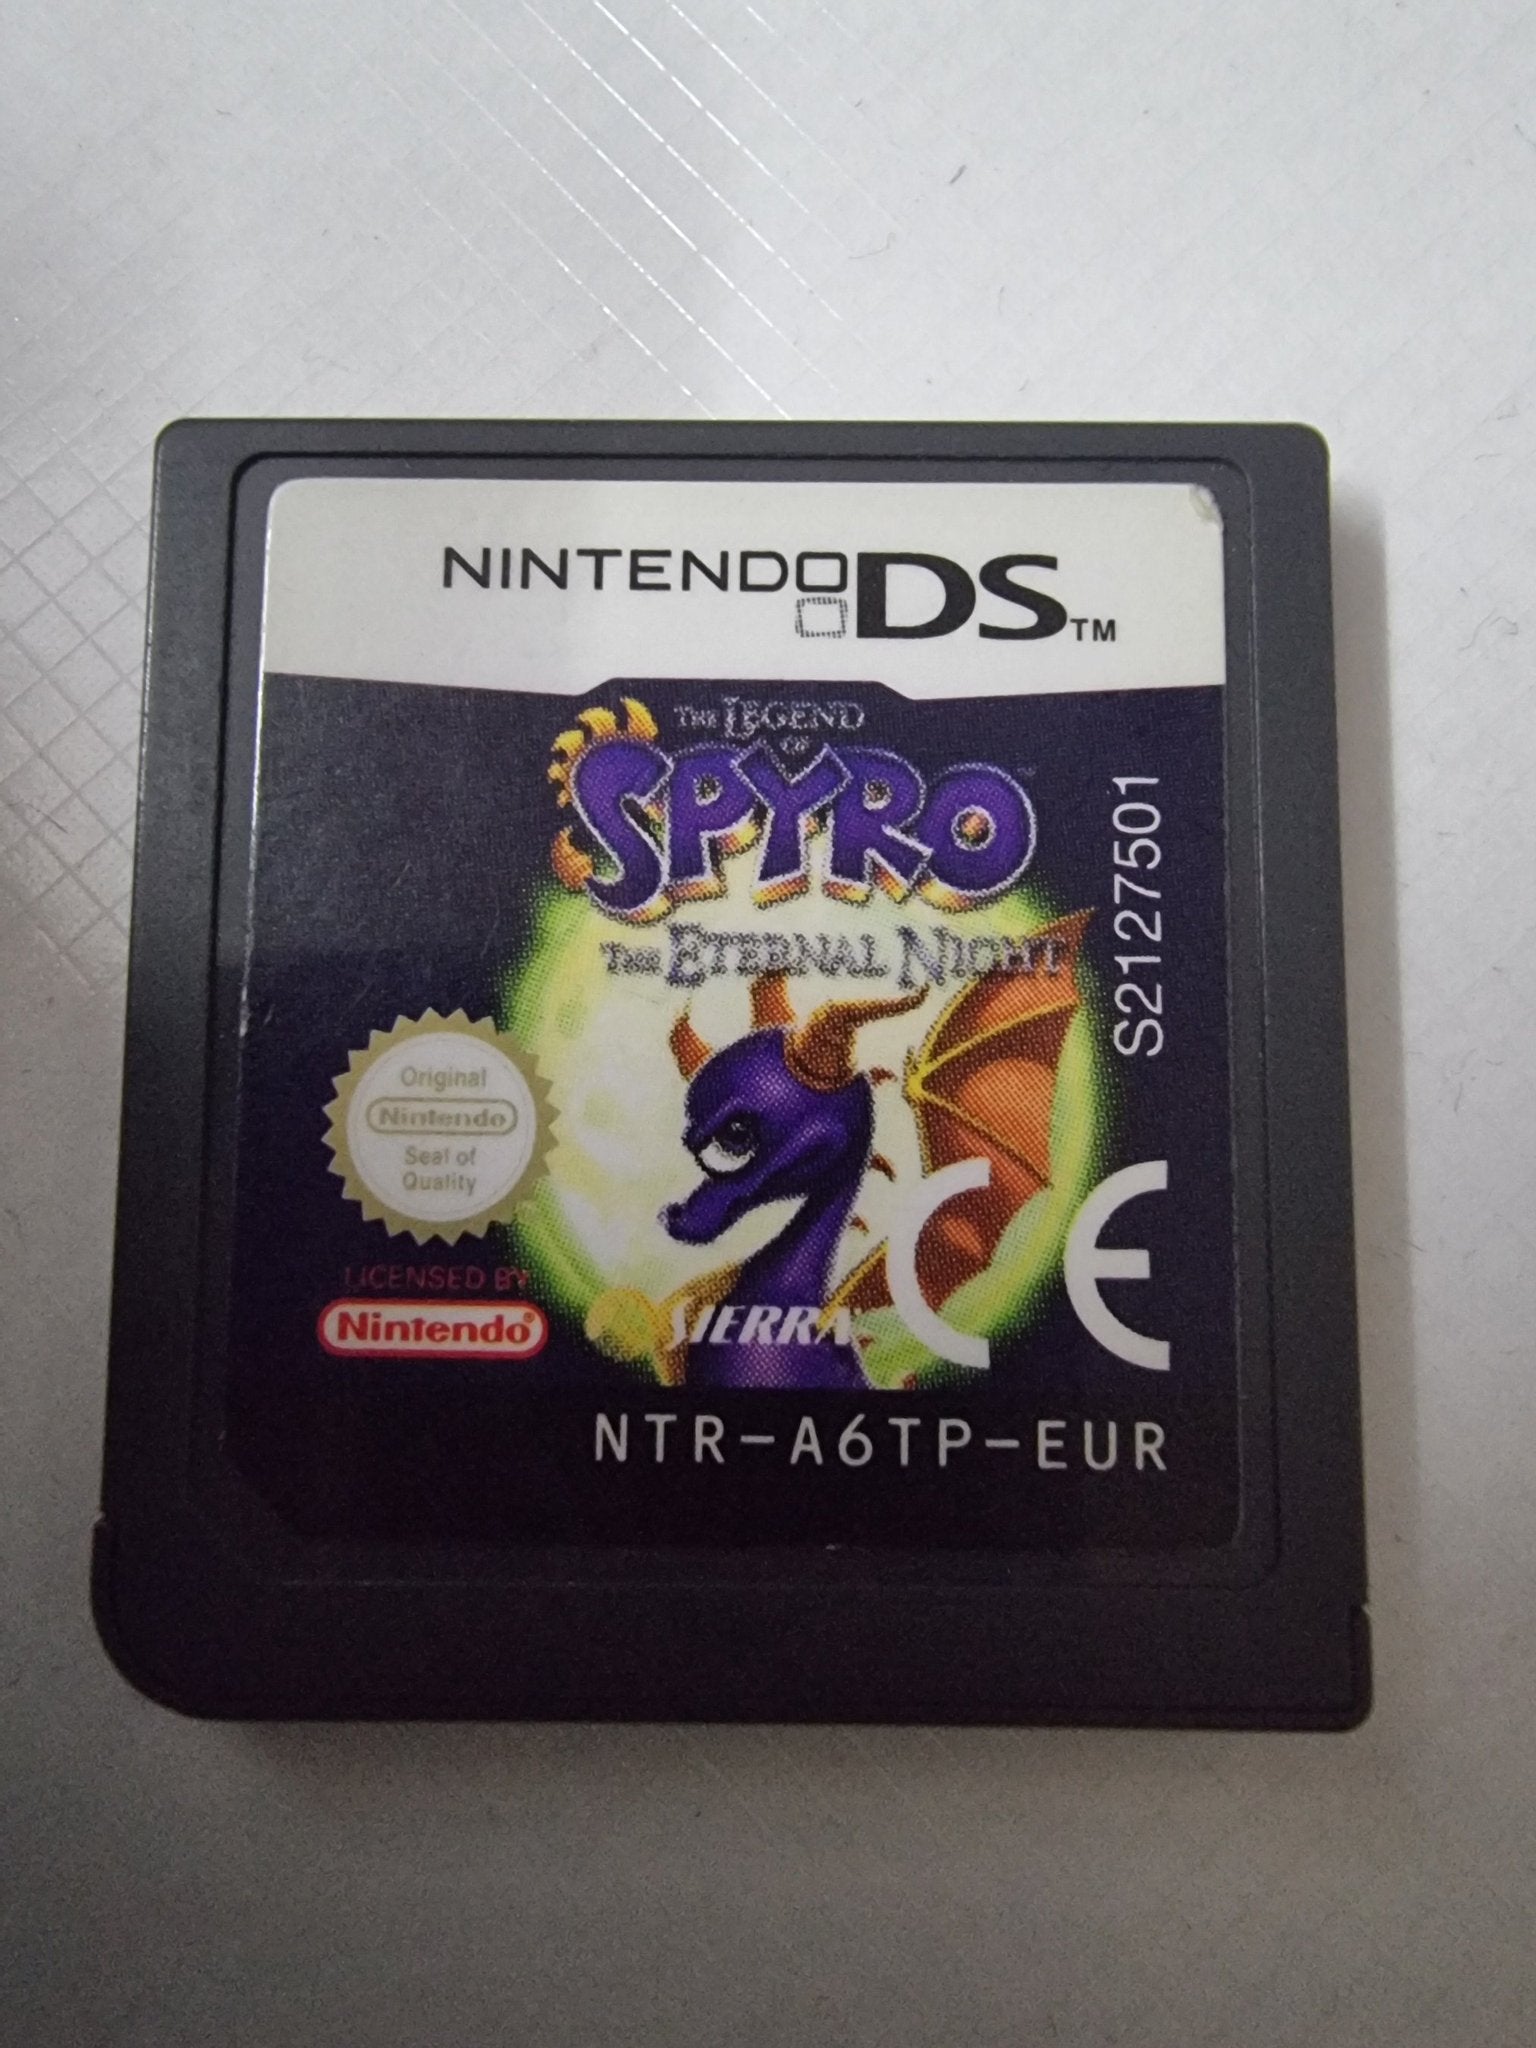 NINTENDO DS TM
THE LEGEND
OF
SPYRO
THE ETERNAL NIGHT
S2127501
Original
Nintendo
Seal of
Quality
LICENSED BY
Nintendo®
SIERRA
CE
NTR-A6TP-EUR